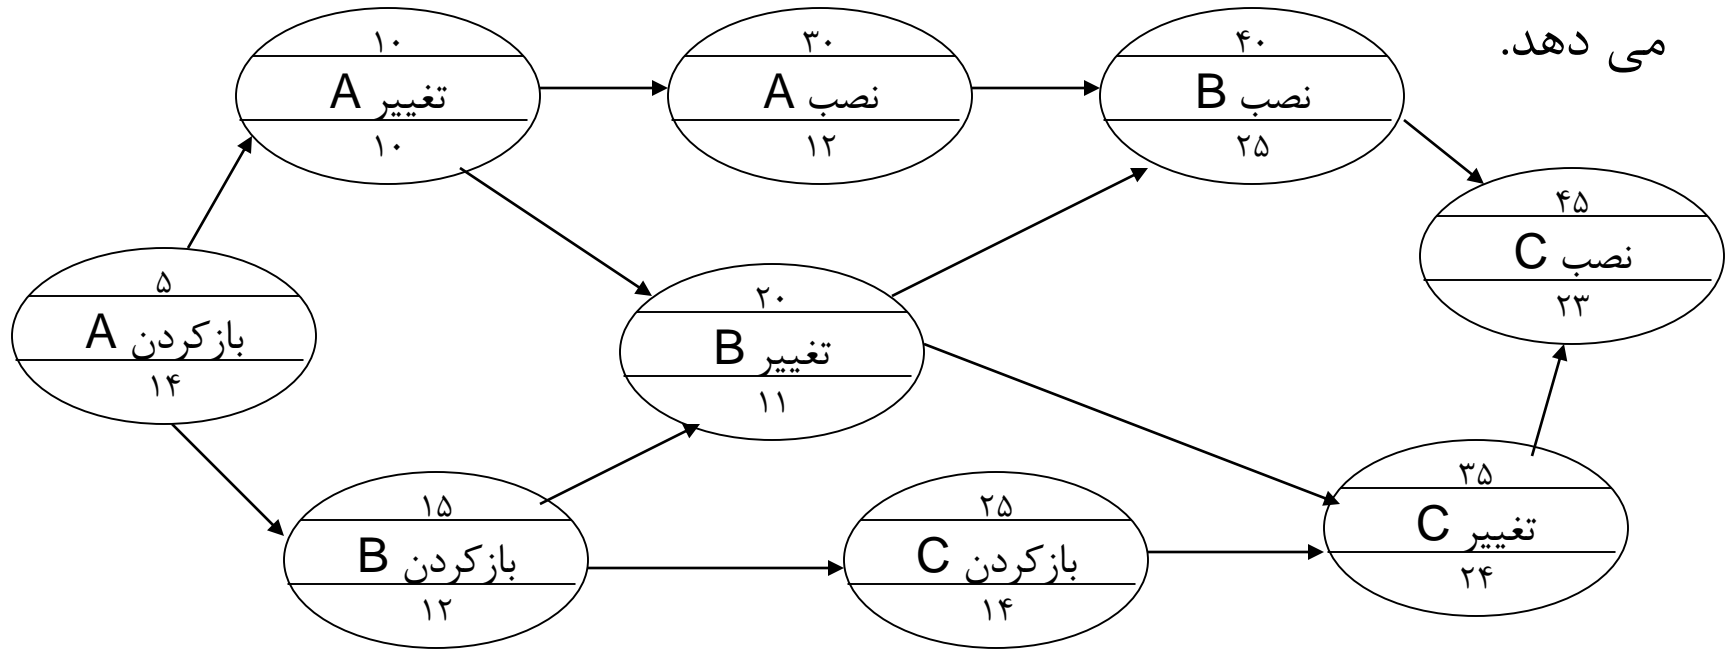 می دهد.
۱۰
تغییر A
۱۰
۳۰
نصب A
۱۲
۴۰
نصب B
۲۵
۴۵
نصب C
۲۳
۵
بازکردن A
۱۴
۲۰
تغییر B
۱۱
۱۵
بازکردن B
۱۲
۲۵
بازکردن C
۱۴
۳۵
تغییر C
۲۴